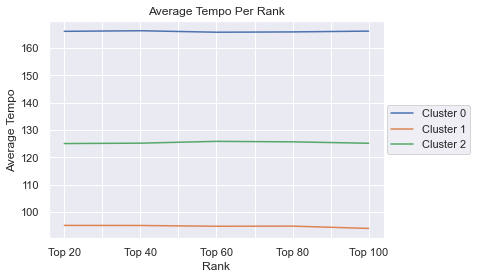 Average Tempo Per Rank
Average Tempo
160
150
140
130
120
110
100
Top 20 Top 40 Top 60 Top 80 Top 100
Rank
Cluster 0
Cluster 1
Cluster 2